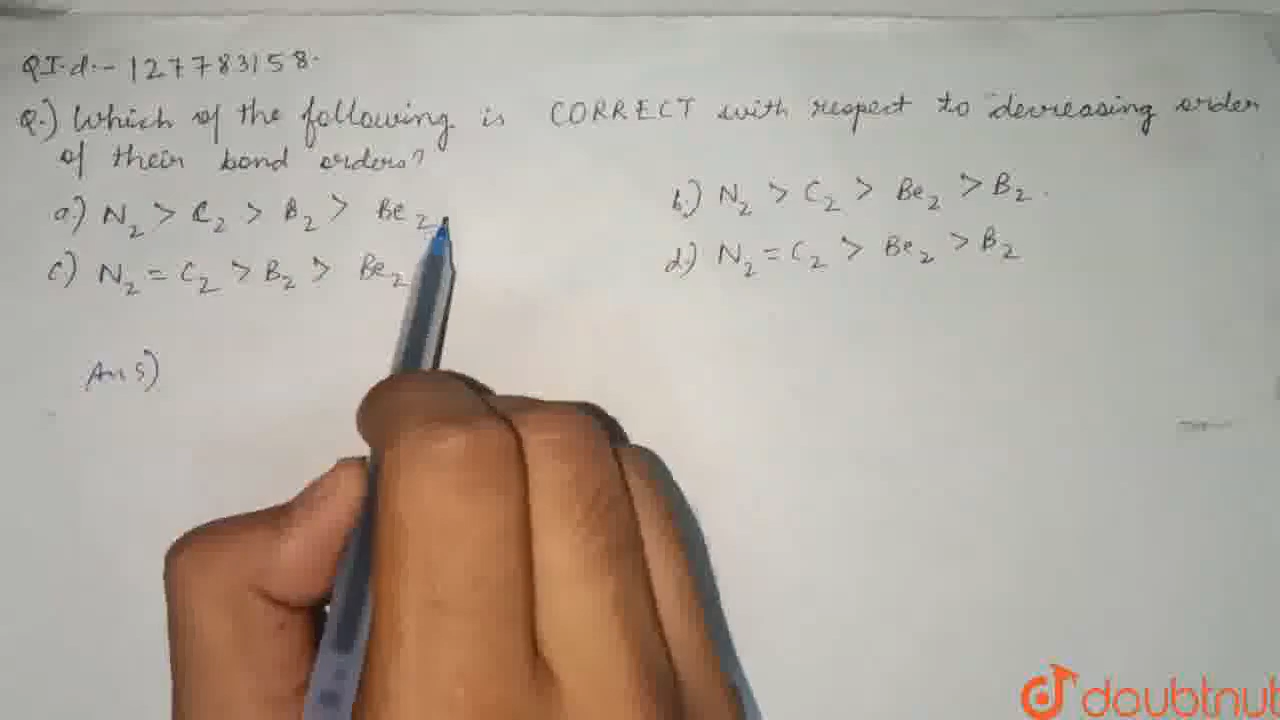 QI.d.- 127783158.
Q.) Which of the following is CORRECT with respect to decreasing order
of their bond orders?
a) N₂ > C₂ > B₂ > Be₂
b.) N₂ > C₂ > Be₂ > B₂.
c) N₂ = C₂ > B₂ > Be₂
d.) N₂ = C₂ > Be₂ > B₂
Ans)
doubtnut